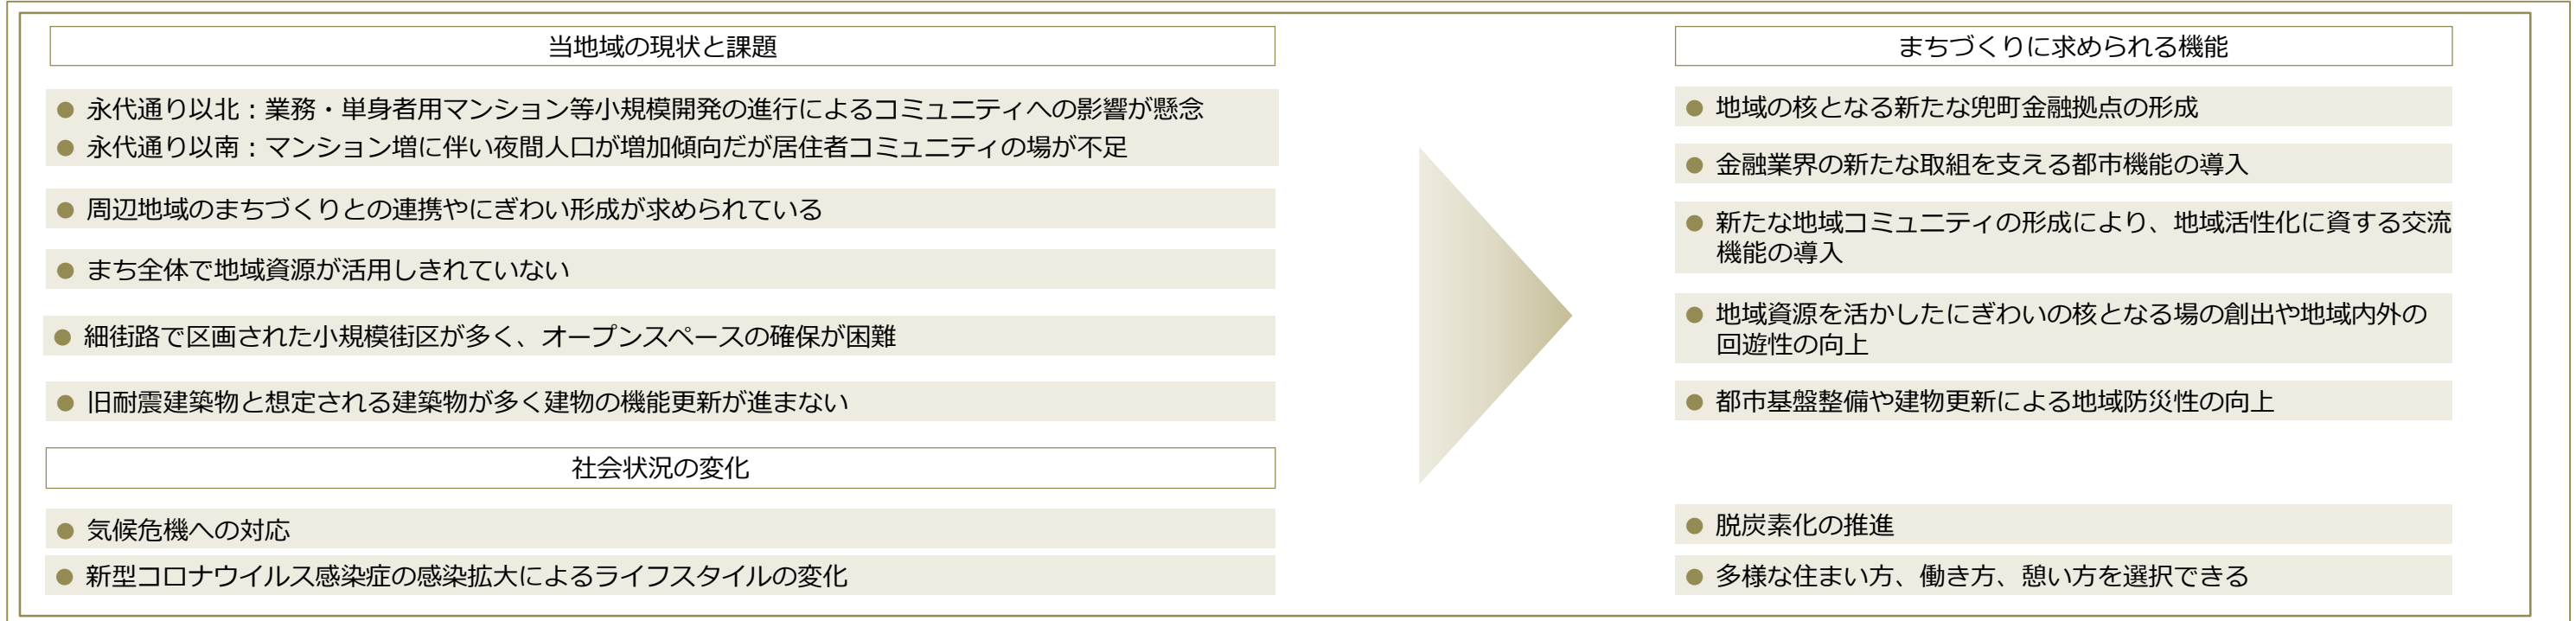 当地域の現状と課題
● 永代通り以北：業務・単身者用マンション等小規模開発の進行によるコミュニティへの影響が懸念
● 永代通り以南：マンション増に伴い夜間人口が増加傾向だが居住者コミュニティの場が不足
● 周辺地域のまちづくりとの連携やにぎわい形成が求められている
● まち全体で地域資源が活用しきれていない
● 細街路で区画された小規模街区が多く、オープンスペースの確保が困難
● 旧耐震建築物と想定される建築物が多く建物の機能更新が進まない
社会状況の変化
● 気候危機への対応
● 新型コロナウイルス感染症の感染拡大によるライフスタイルの変化
まちづくりに求められる機能
● 地域の核となる新たな兜町金融拠点の形成
● 金融業界の新たな取組を支える都市機能の導入
● 新たな地域コミュニティの形成により、地域活性化に資する交流
機能の導入
● 地域資源を活かしたにぎわいの核となる場の創出や地域内外の
回遊性の向上
● 都市基盤整備や建物更新による地域防災性の向上
● 脱炭素化の推進
● 多様な住まい方、働き方、憩い方を選択できる